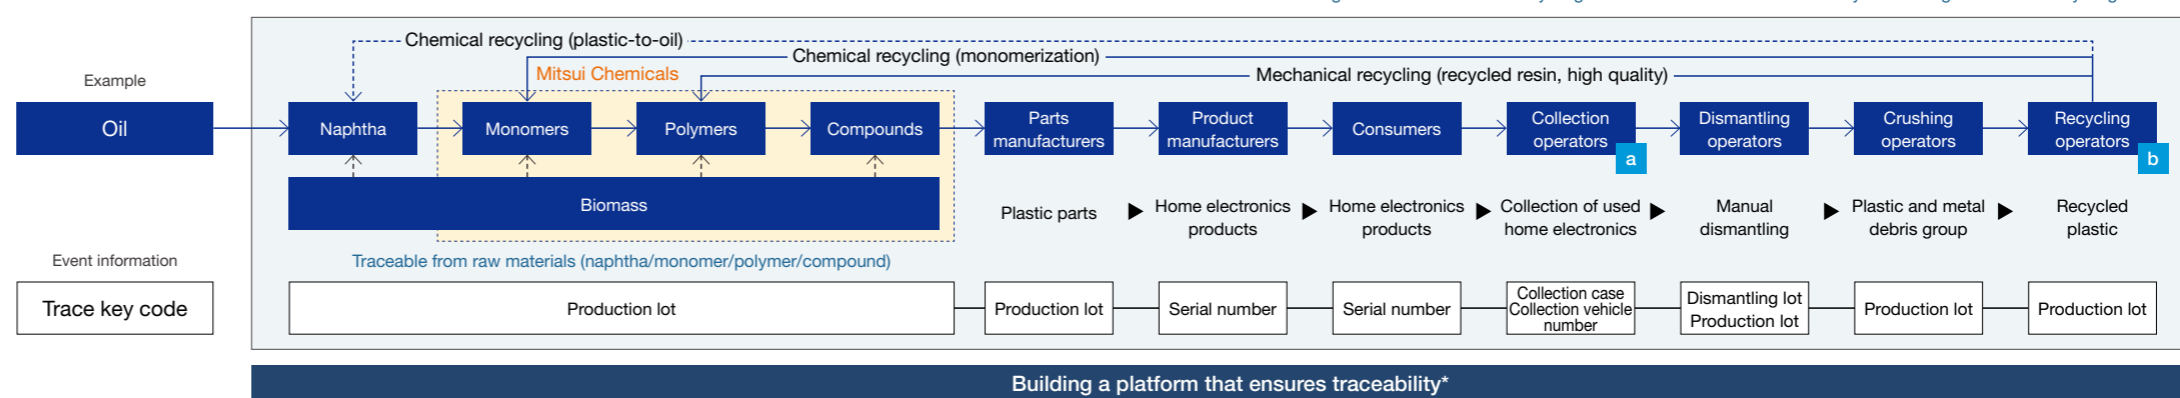 Chemical recycling (plastic-to-oil)
Chemical recycling (monomerization)
Example
Mitsui Chemicals
Mechanical recycling (recycled resin, high quality)
Oil
Naphtha
Monomers
Polymers
Compounds
Parts
manufacturers
Product
manufacturers
Consumers
Collection
operators
a
Dismantling
operators
Crushing
operators
Recycling
operators
b
Biomass
Plastic parts
Home electronics
products
Home electronics
products
Collection of used
home electronics
Manual
dismantling
Plastic and metal
debris group
Recycled
plastic
Event information
Traceable from raw materials (naphtha/monomer/polymer/compound)
Trace key code
Production lot
Production lot
Serial number
Serial number
Collection case
Collection vehicle
number
Dismantling lot
Production lot
Production lot
Production lot
Building a platform that ensures traceability*